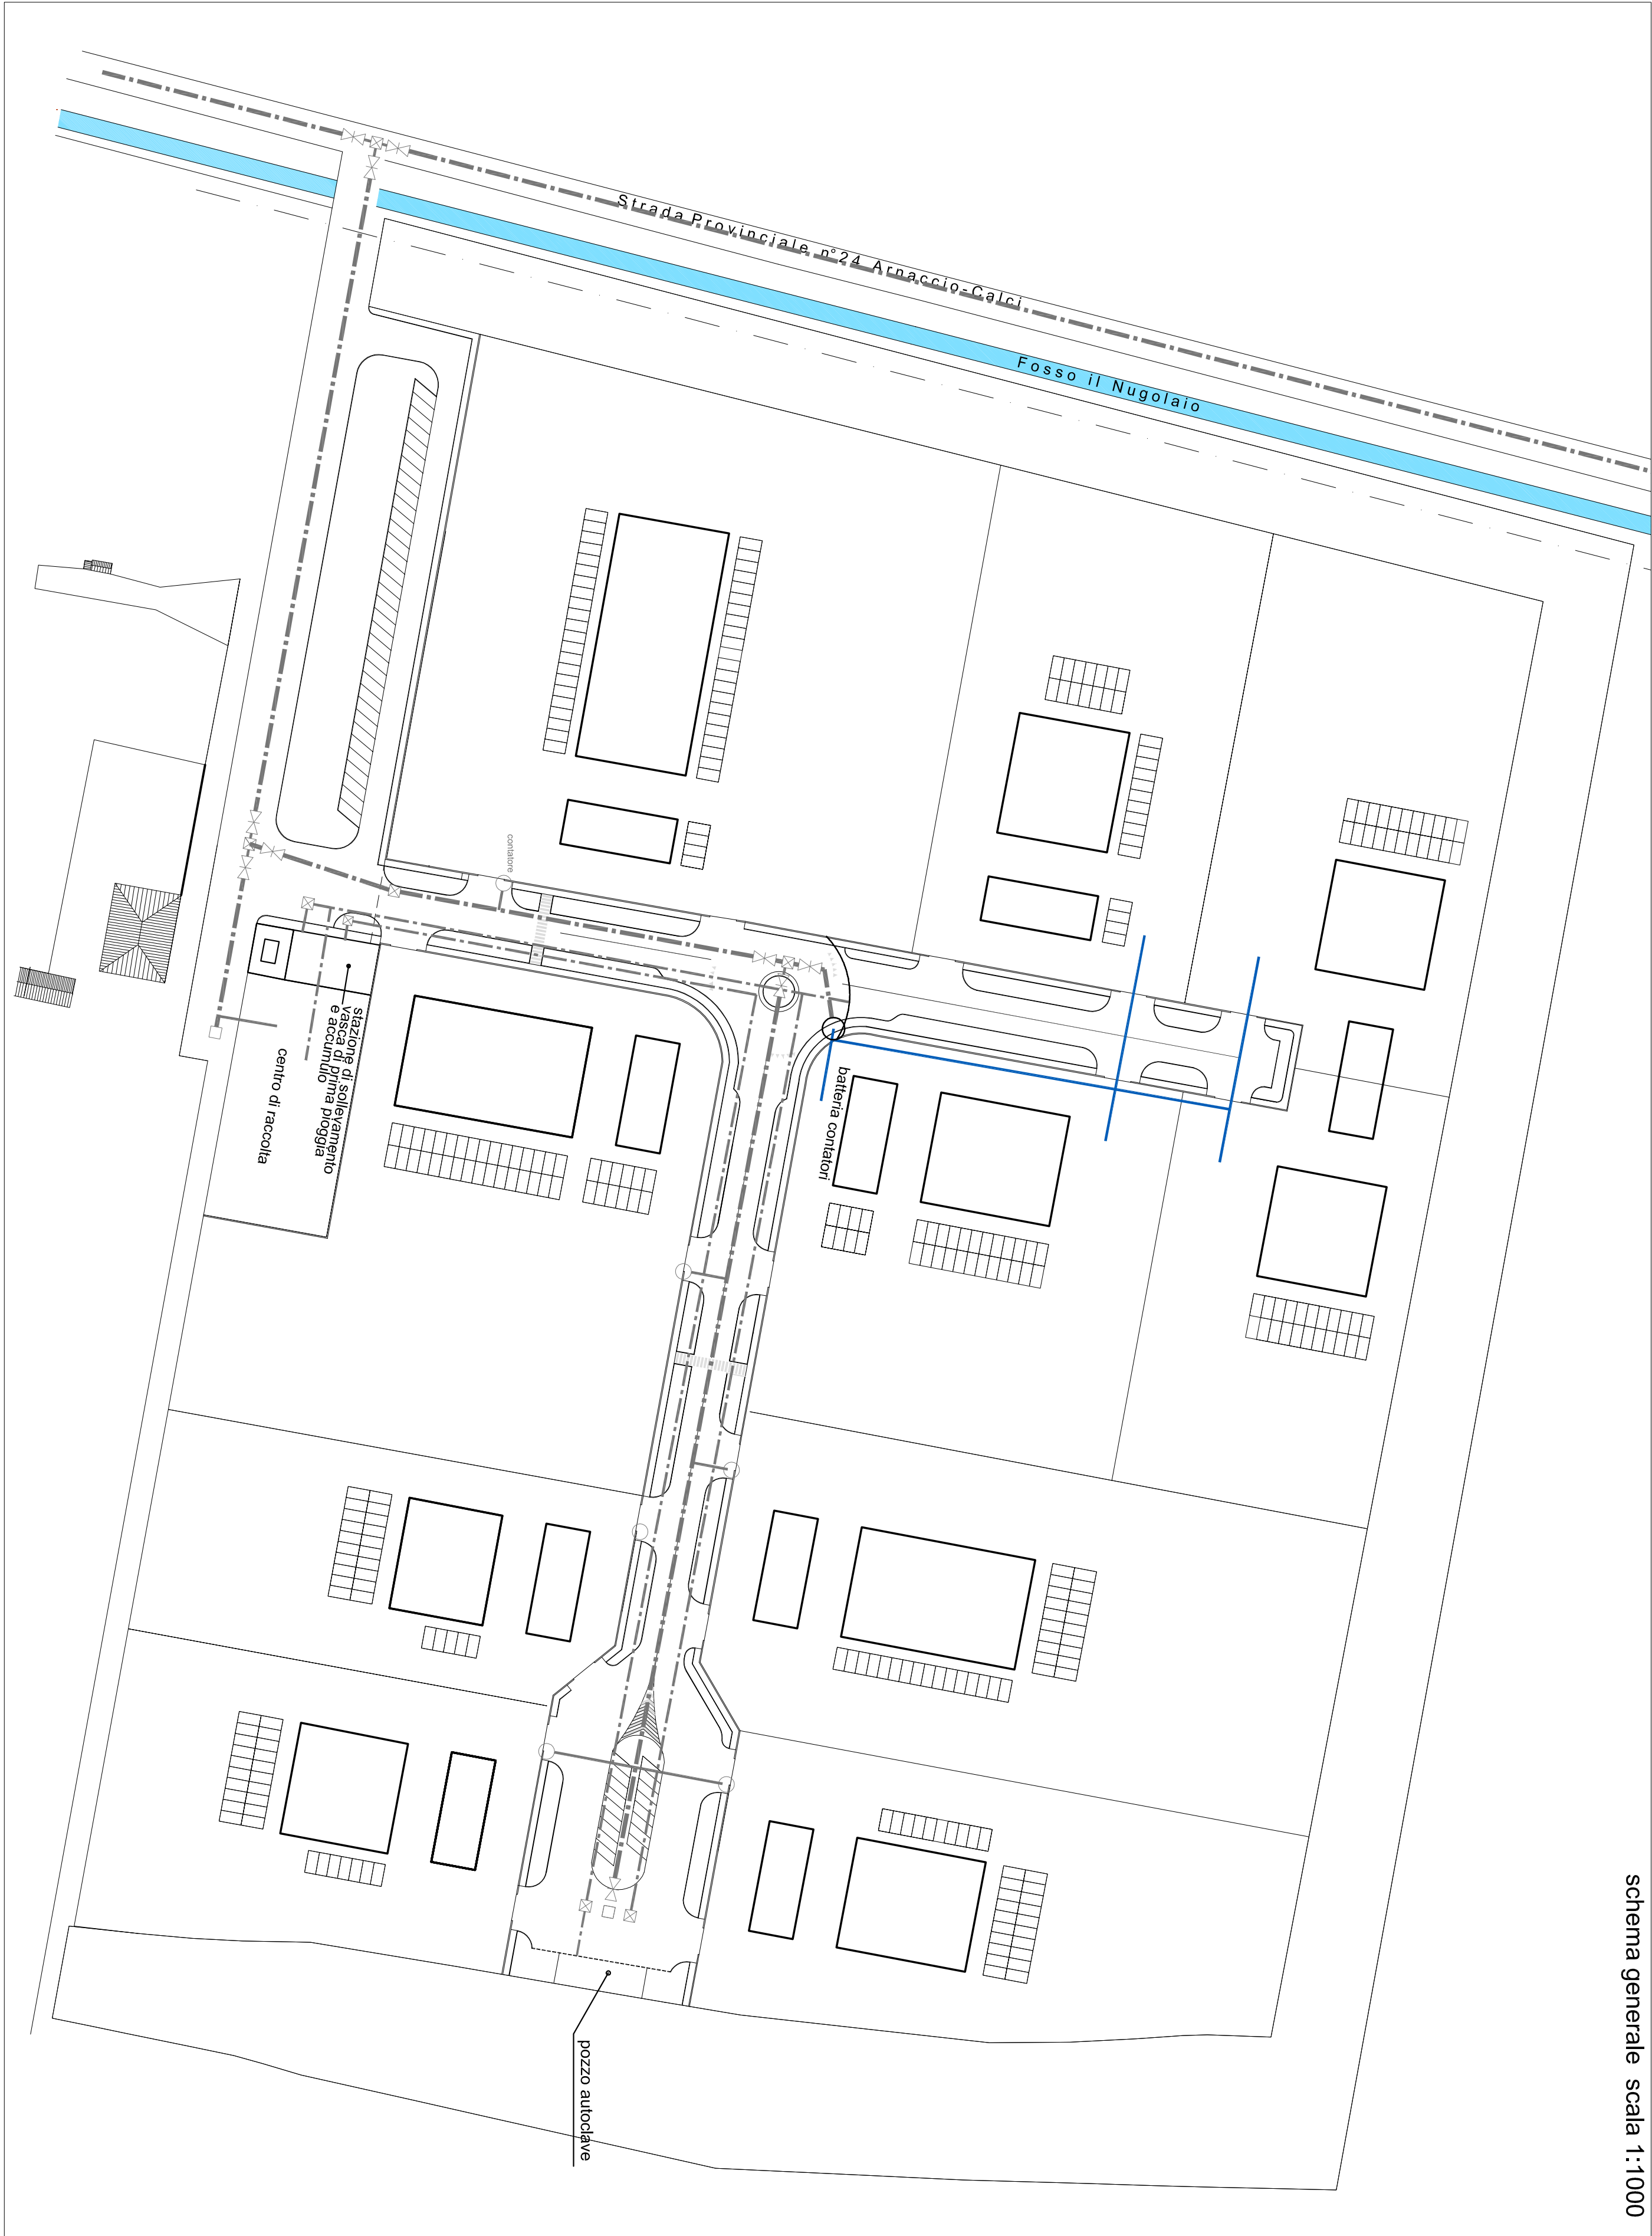 Strada Provinciale n°24 Arnaccio-Calci
Fosso il Nugolaio
contatore
stazione di sollevamento
vasca di prima pioggia
e accumulo
centro di raccolta
batteria contatori
pozzo autoclave
schema generale scala 1:1000